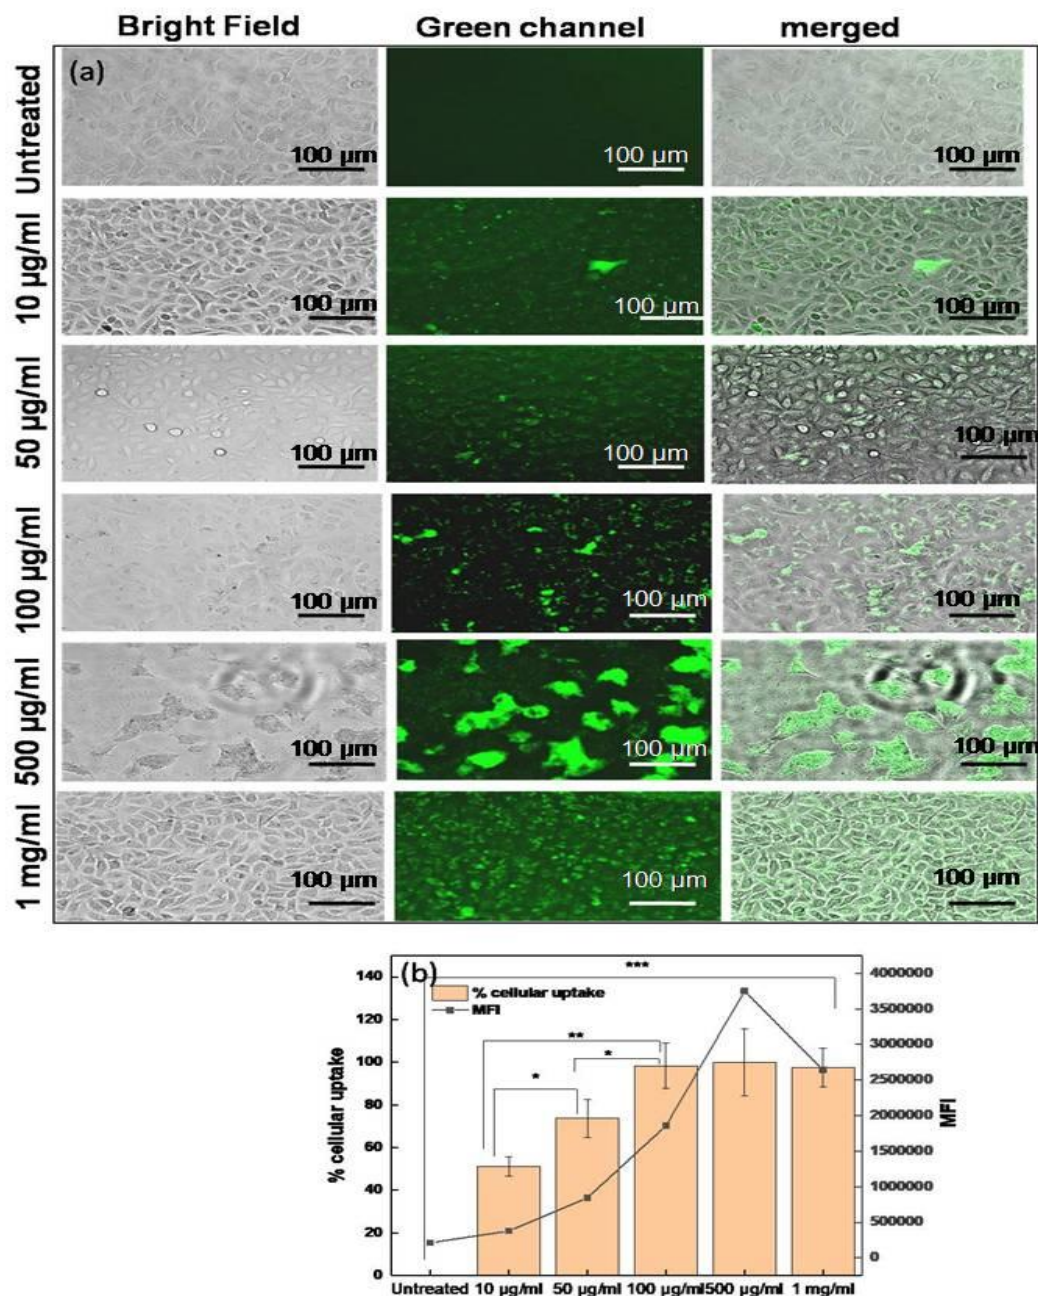 Bright Field Green channel merged
(a)
Untreated
100 µm 100 µm 100 µm
10 µg/ml
100 µm 100 µm 100 µm
50 µg/ml
100 µm 100 µm 100 µm
100 µg/ml
100 µm 100 µm 100 µm
500 µg/ml
100 µm 100 µm 100 µm
1 mg/ml
100 µm 100 µm 100 µm
(b)
***
% cellular uptake
MFI
**
*
*
140
120
100
80
60
40
20
0
% cellular uptake
4000000
3500000
3000000
2500000
2000000
1500000
1000000
500000
0
MFI
Untreated 10 µg/ml 50 µg/ml 100 µg/ml 500 µg/ml 1 mg/ml